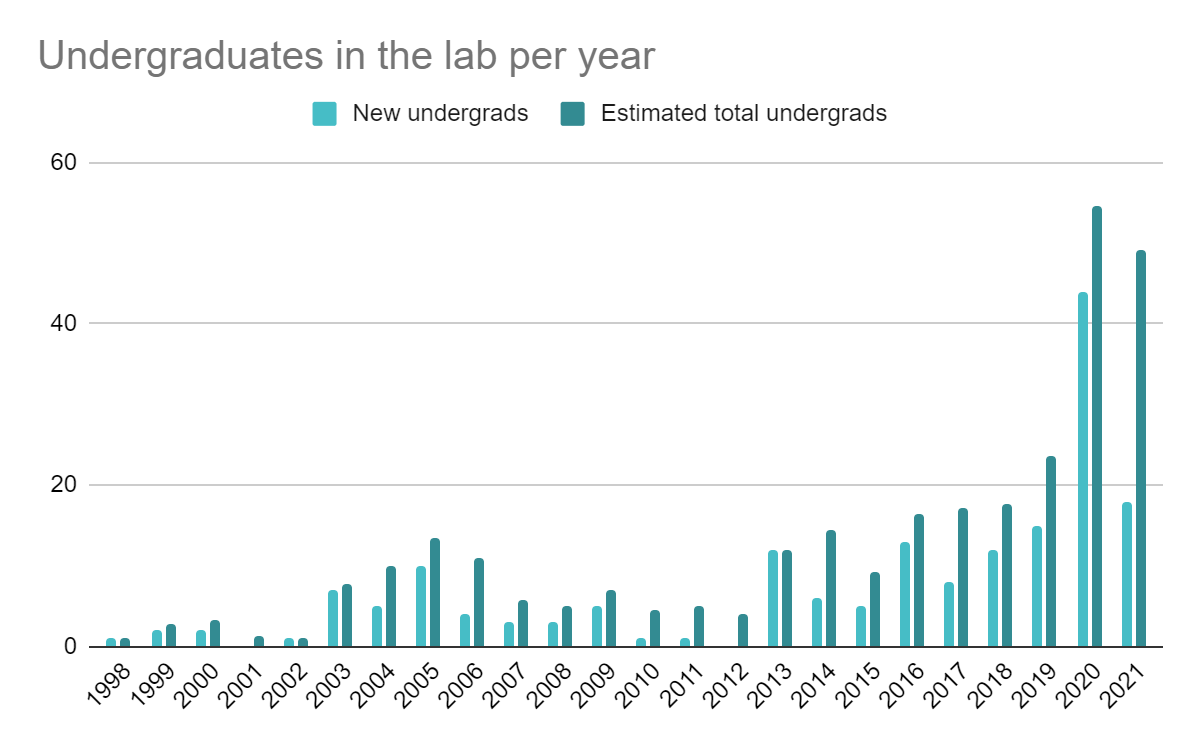 Undergraduates in the lab per year
New undergrads Estimated total undergrads
60
40
20
0
1998 1999 2000 2001 2002 2003 2004 2005 2006 2007 2008 2009 2010 2011 2012 2013 2014 2015 2016 2017 2018 2019 2020 2021